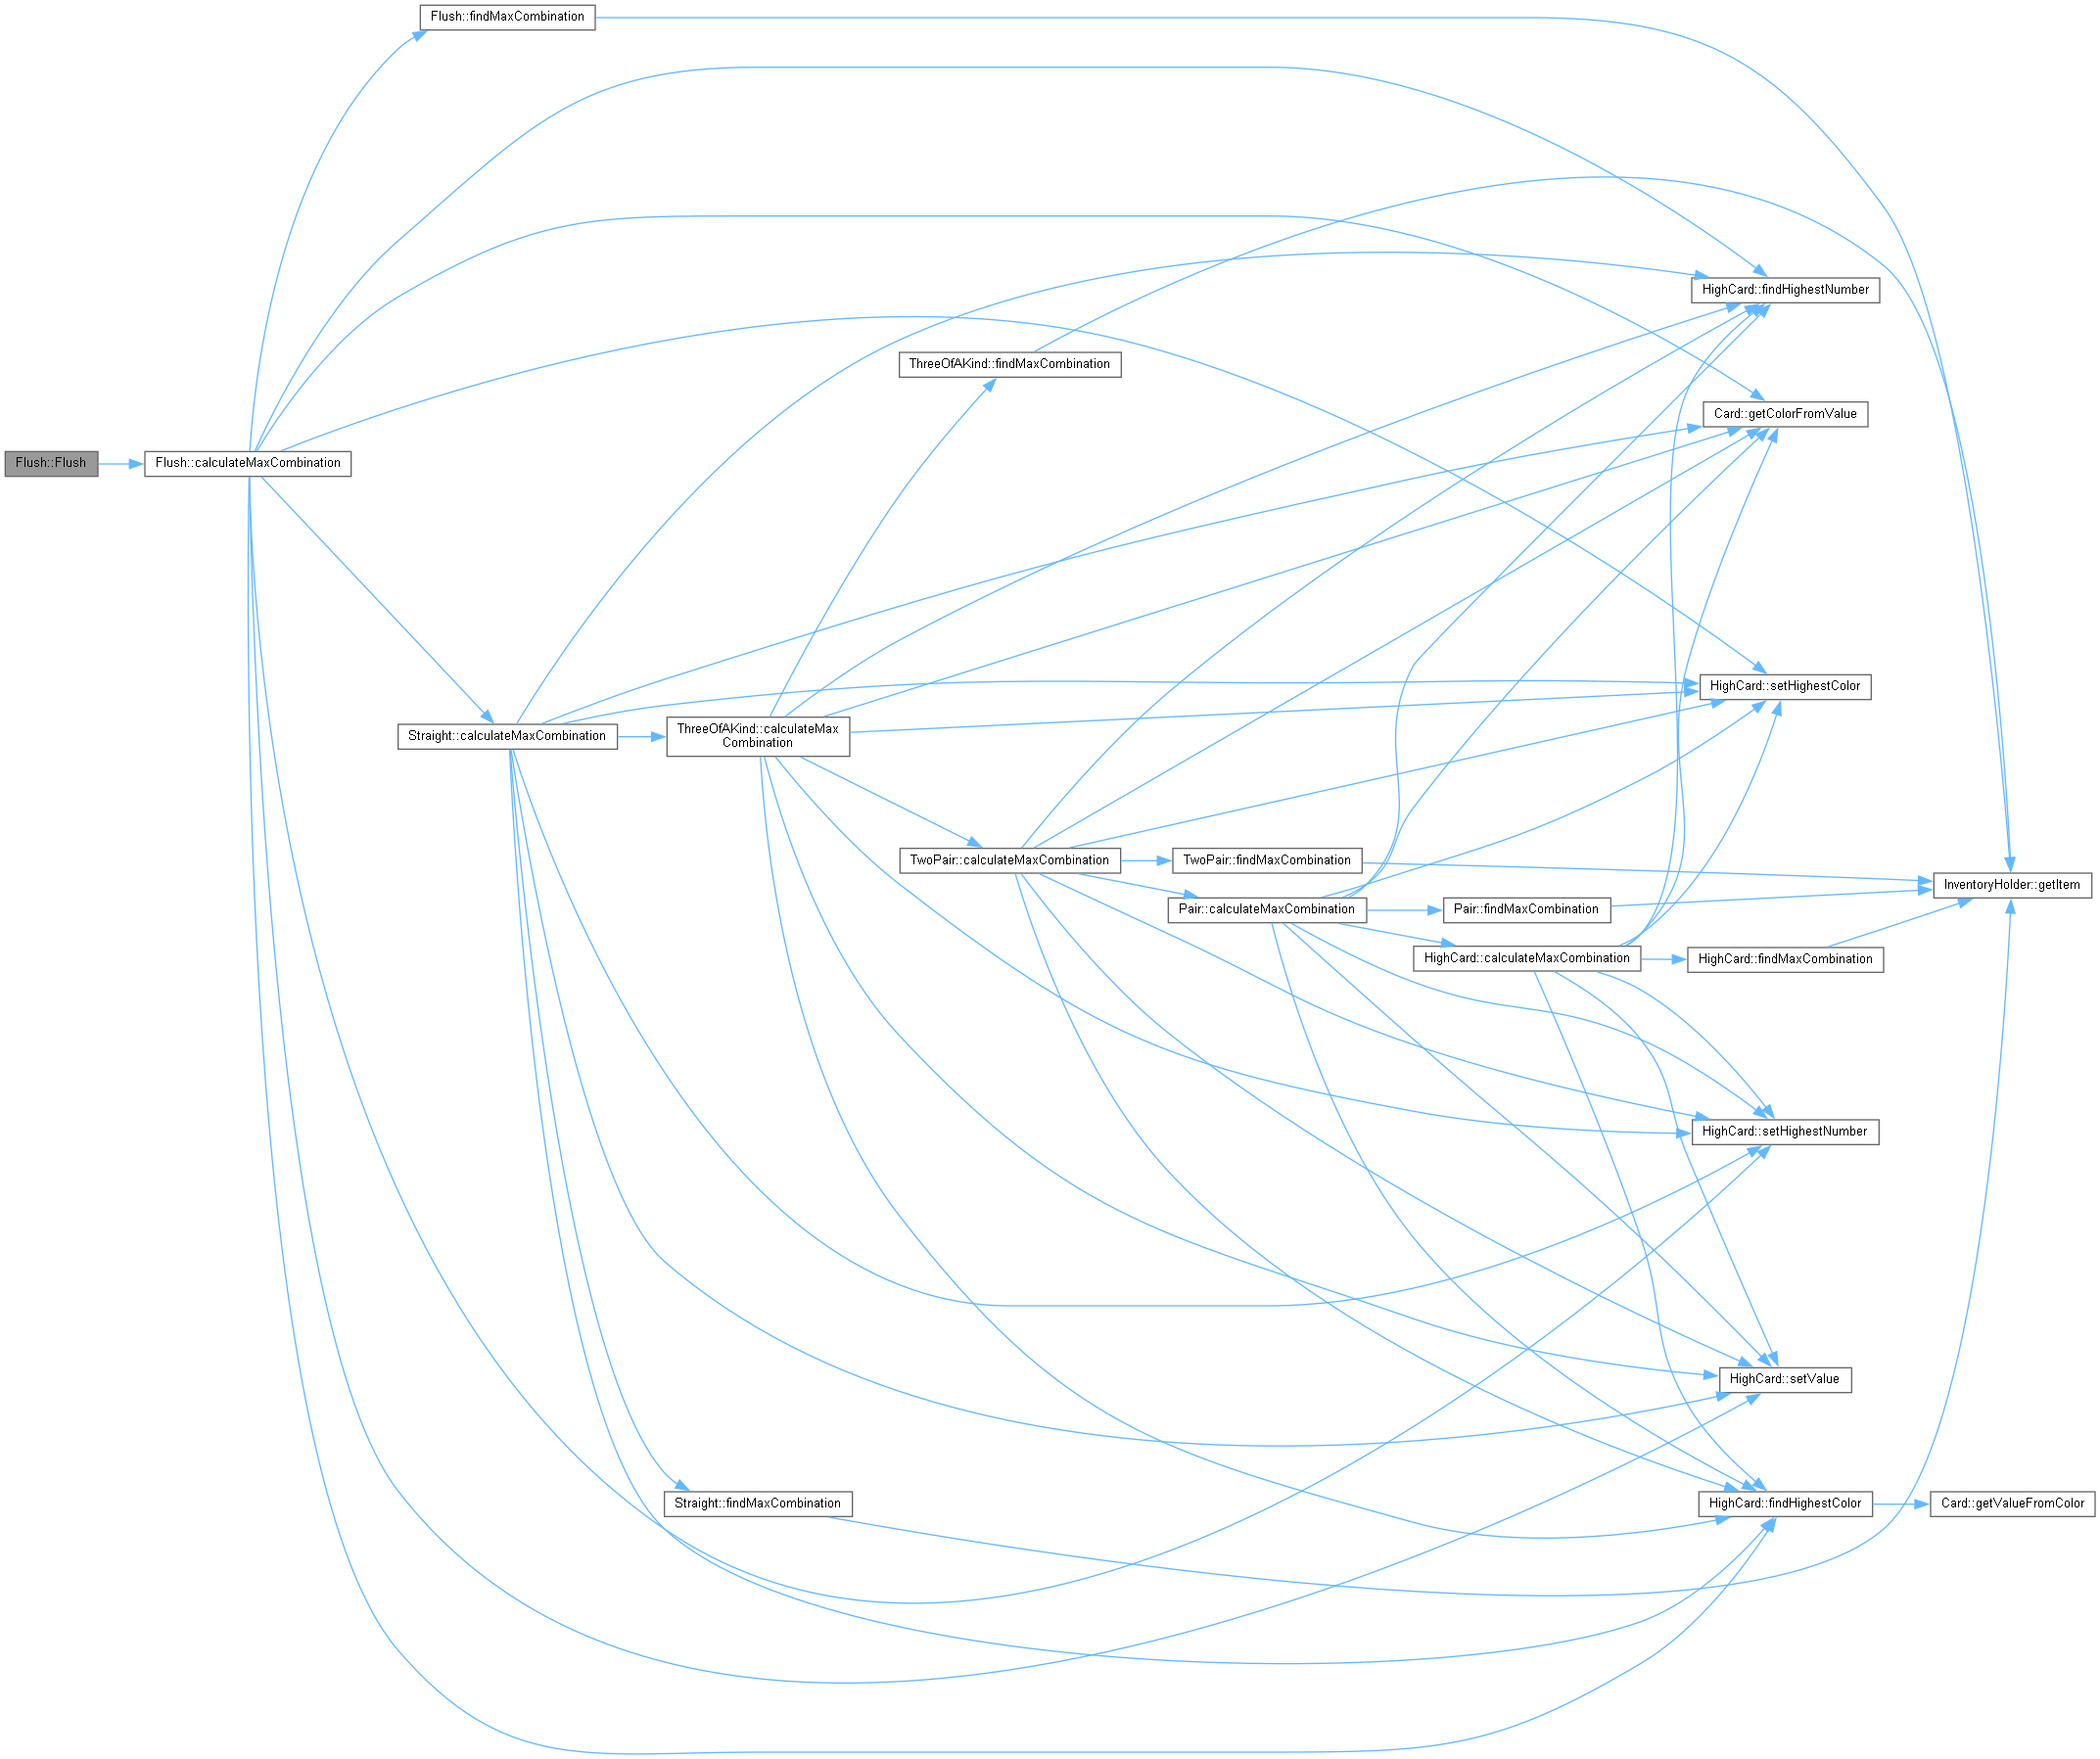 Flush::findMaxCombination
HighCard::findHighestNumber
ThreeOfAKind::findMaxCombination
Card::getColorFromValue
Flush::Flush
Flush::calculateMaxCombination
HighCard::setHighestColor
Straight::calculateMaxCombination
ThreeOfAKind::calculateMax
Combination
TwoPair::calculateMaxCombination
TwoPair::findMaxCombination
InventoryHolder::getItem
Pair::calculateMaxCombination
Pair::findMaxCombination
HighCard::calculateMaxCombination
HighCard::findMaxCombination
HighCard::setHighestNumber
HighCard::setValue
Straight::findMaxCombination
HighCard::findHighestColor
Card::getValueFromColor